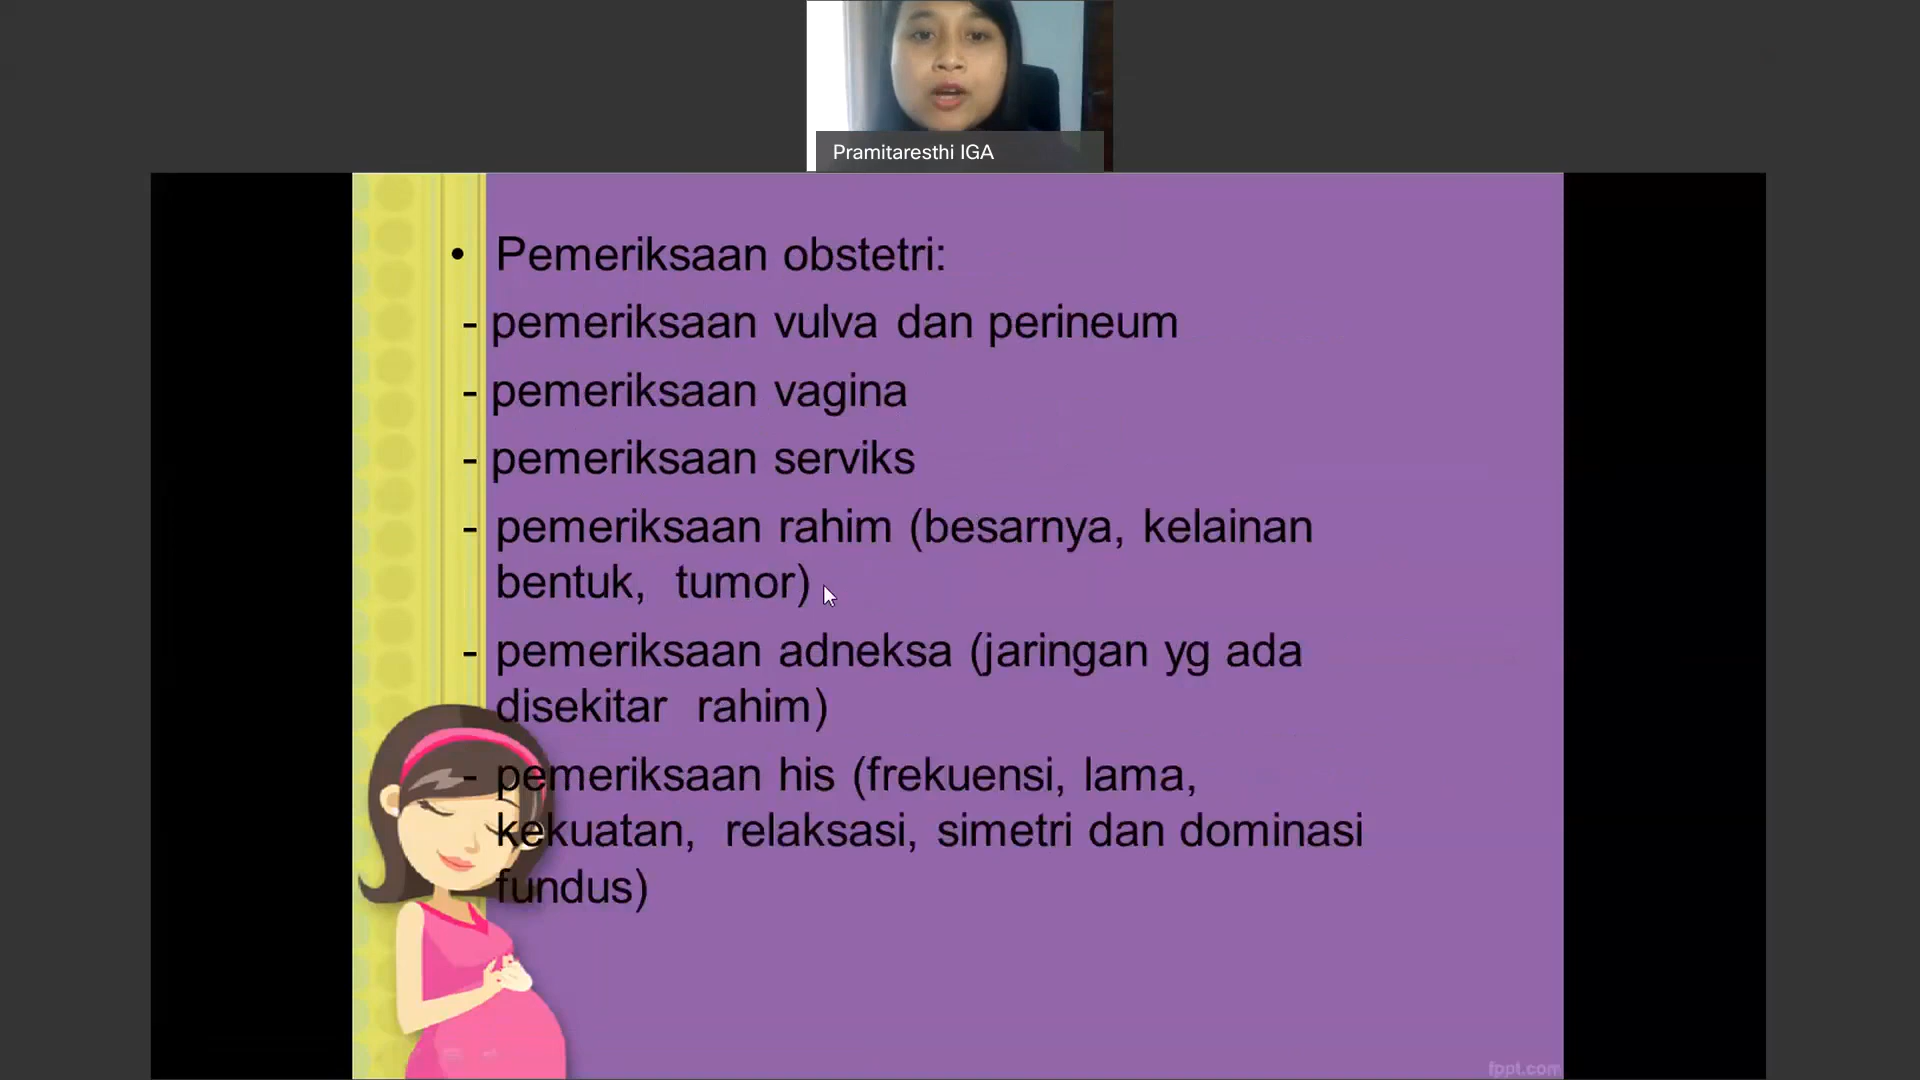 Pramitaresthi IGA
• Pemeriksaan obstetri:
- pemeriksaan vulva dan perineum
- pemeriksaan vagina
- pemeriksaan serviks
- pemeriksaan rahim (besarnya, kelainan
bentuk, tumor)
- pemeriksaan adneksa (jaringan yg ada
disekitar rahim)
- pemeriksaan his (frekuensi, lama,
kekuatan, relaksasi, simetri dan dominasi
fundus)
fppt.com